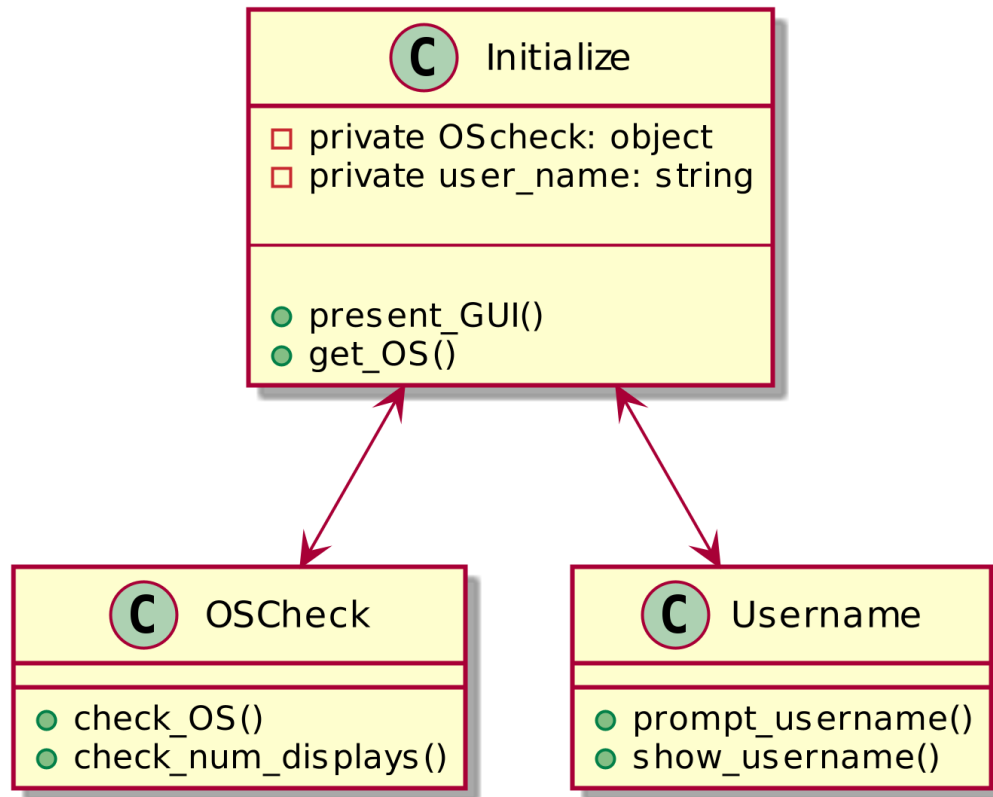 C Initialize
private OScheck: object
private user_name: string
present_GUI()
get_OS()
C OSCheck
check_OS()
check_num_displays()
C Username
prompt_username()
show_username()